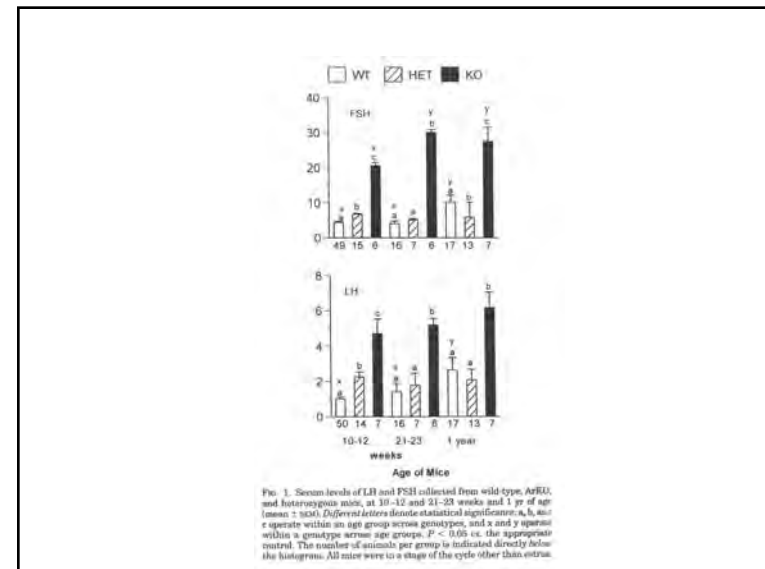 Wt HET KO
FSH
40
30
20
10
0
x a b x c x a a y b y a b y c
49 15 6 16 7 6 17 13 7
LH
8
6
4
2
0
x a b c x a a b y a a b
50 14 7 16 7 6 17 13 7
10-12 21-23 1 year
weeks
Age of Mice
FIG. 1. Serum levels of LH and FSH collected from wild-type, ArKO,
and heterozygous mice, at 10–12 and 21–23 weeks and 1 yr of age
(mean ± SEM). Different letters denote statistical significance; a, b, and
c operate within an age group across genotypes, and x and y operate
within a genotype across age groups. P < 0.05 vs. the appropriate
control. The number of animals per group is indicated directly below
the histogram. All mice were in a stage of the cycle other than estrus.